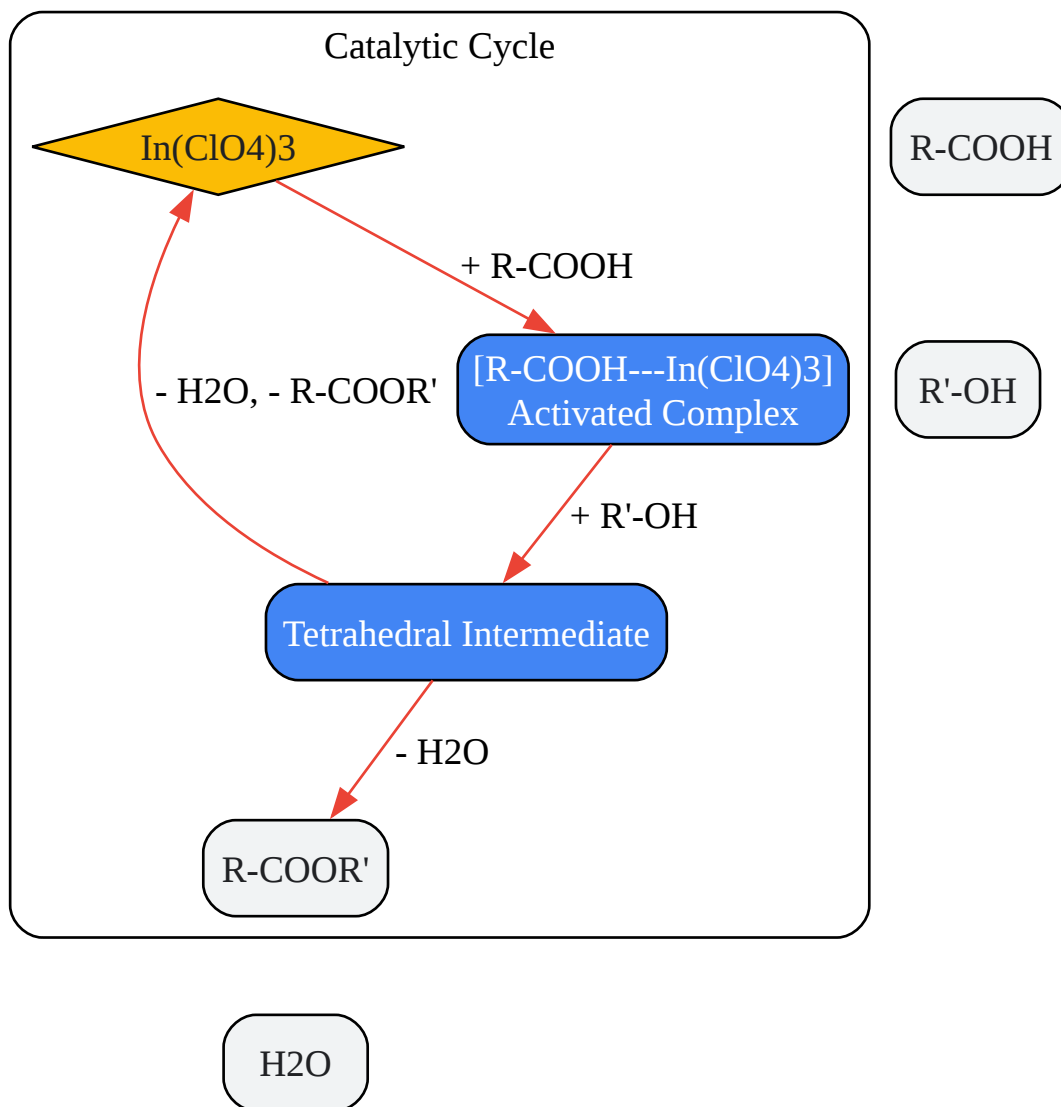 Catalytic Cycle
In(ClO4)3
R-COOH
+ R-COOH
[R-COOH---In(ClO4)3]
Activated Complex
R'-OH
- H2O, - R-COOR'
+ R'-OH
Tetrahedral Intermediate
- H2O
R-COOR'
H2O